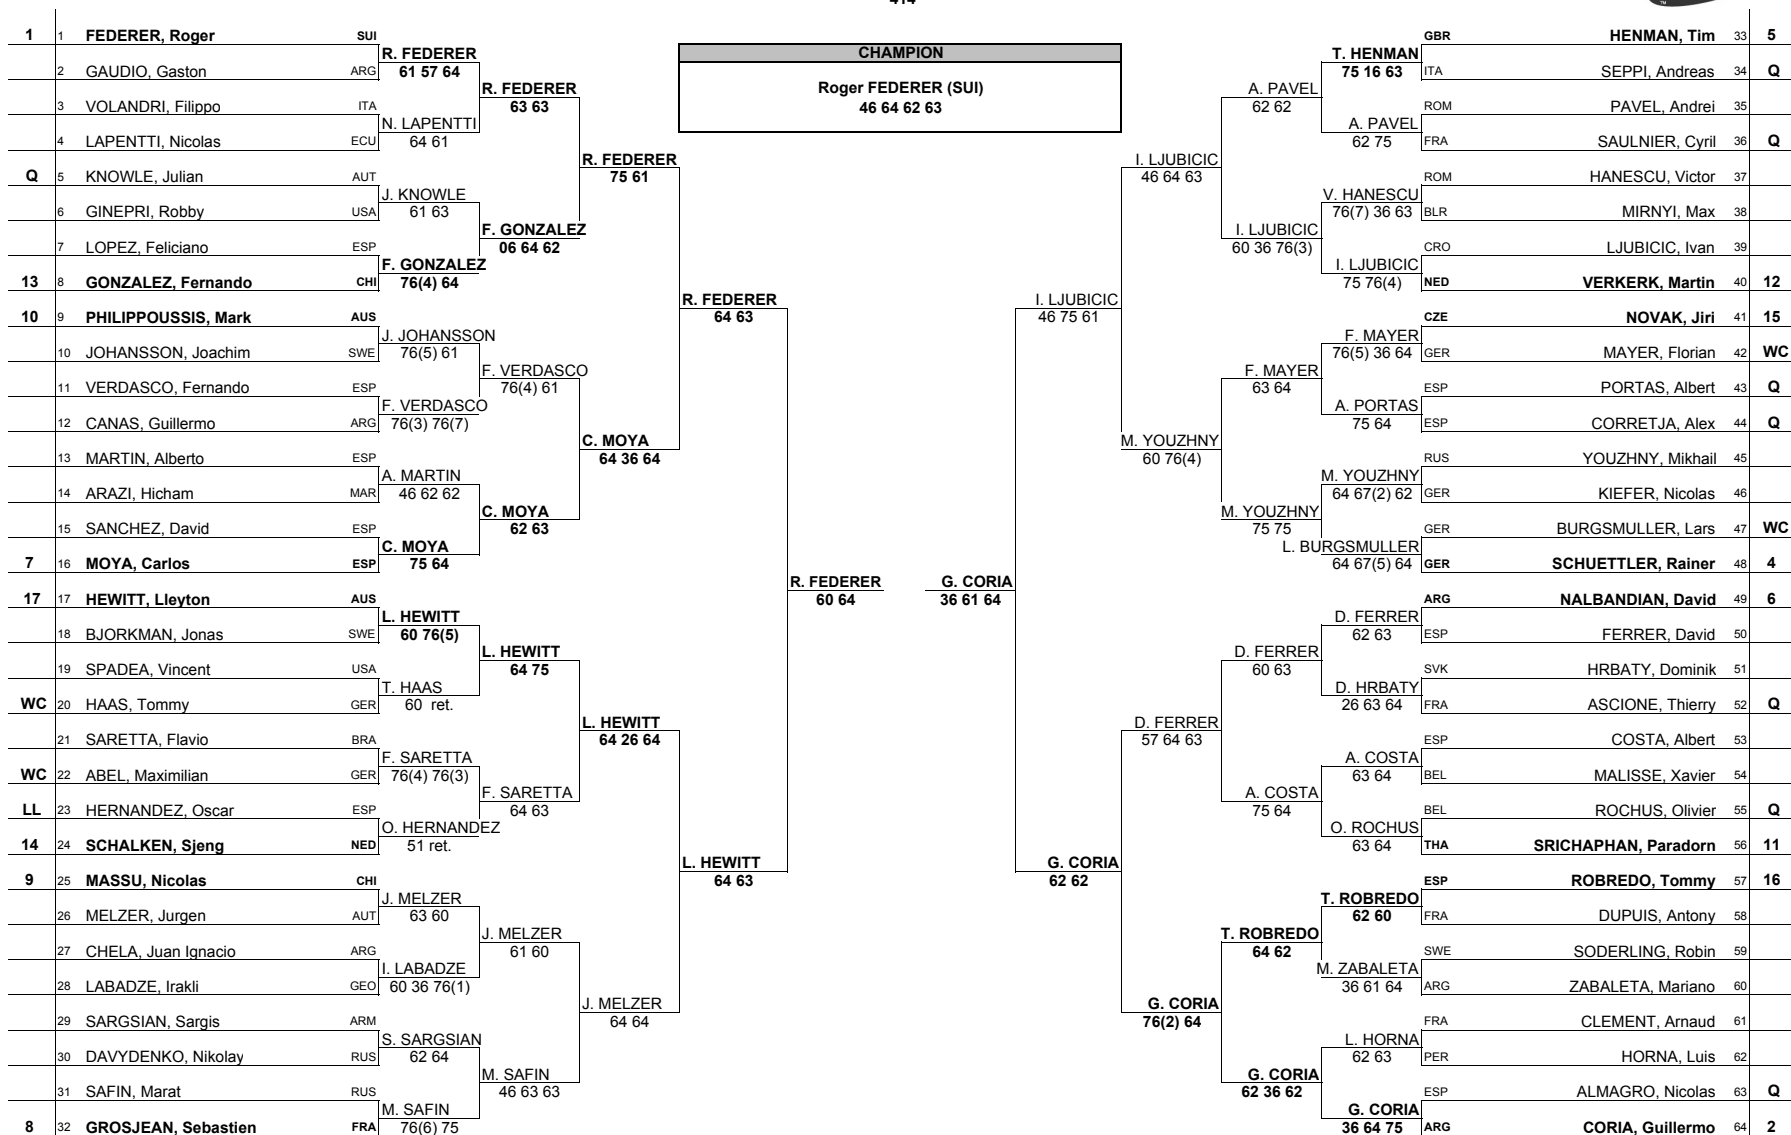 414
TM
1 1 FEDERER, Roger SUI
2 GAUDIO, Gaston ARG
3 VOLANDRI, Filippo ITA
4 LAPENTTI, Nicolas ECU
Q 5 KNOWLE, Julian AUT
6 GINEPRI, Robby USA
7 LOPEZ, Feliciano ESP
13 8 GONZALEZ, Fernando CHI
10 9 PHILIPPOUSSIS, Mark AUS
10 JOHANSSON, Joachim SWE
11 VERDASCO, Fernando ESP
12 CANAS, Guillermo ARG
13 MARTIN, Alberto ESP
14 ARAZI, Hicham MAR
15 SANCHEZ, David ESP
7 16 MOYA, Carlos ESP
17 17 HEWITT, Lleyton AUS
18 BJORKMAN, Jonas SWE
19 SPADEA, Vincent USA
WC 20 HAAS, Tommy GER
21 SARETTA, Flavio BRA
WC 22 ABEL, Maximilian GER
LL 23 HERNANDEZ, Oscar ESP
14 24 SCHALKEN, Sjeng NED
9 25 MASSU, Nicolas CHI
26 MELZER, Jurgen AUT
27 CHELA, Juan Ignacio ARG
28 LABADZE, Irakli GEO
29 SARGSIAN, Sargis ARM
30 DAVYDENKO, Nikolay RUS
31 SAFIN, Marat RUS
8 32 GROSJEAN, Sebastien FRA
R. FEDERER
61 57 64
N. LAPENTTI
64 61
J. KNOWLE
61 63
F. GONZALEZ
76(4) 64
J. JOHANSSON
76(5) 61
F. VERDASCO
76(3) 76(7)
A. MARTIN
46 62 62
C. MOYA
75 64
L. HEWITT
60 76(5)
T. HAAS
60 ret.
F. SARETTA
76(4) 76(3)
O. HERNANDEZ
51 ret.
J. MELZER
63 60
I. LABADZE
60 36 76(1)
S. SARGSIAN
62 64
M. SAFIN
76(6) 75
R. FEDERER
63 63
F. GONZALEZ
06 64 62
F. VERDASCO
76(4) 61
C. MOYA
62 63
L. HEWITT
64 75
F. SARETTA
64 63
J. MELZER
61 60
M. SAFIN
46 63 63
R. FEDERER
75 61
C. MOYA
64 36 64
L. HEWITT
64 26 64
J. MELZER
64 64
R. FEDERER
64 63
L. HEWITT
64 63
R. FEDERER
60 64
CHAMPION
Roger FEDERER (SUI)
46 64 62 63
G. CORIA
36 61 64
I. LJUBICIC
46 75 61
G. CORIA
62 62
I. LJUBICIC
46 64 63
M. YOUZHNY
60 76(4)
D. FERRER
57 64 63
G. CORIA
76(2) 64
A. PAVEL
62 62
I. LJUBICIC
60 36 76(3)
F. MAYER
63 64
M. YOUZHNY
75 75
D. FERRER
60 63
A. COSTA
75 64
T. ROBREDO
64 62
G. CORIA
62 36 62
T. HENMAN
75 16 63
A. PAVEL
62 75
V. HANESCU
76(7) 36 63
I. LJUBICIC
75 76(4)
F. MAYER
76(5) 36 64
A. PORTAS
75 64
M. YOUZHNY
64 67(2) 62
L. BURGSMULLER
64 67(5) 64
D. FERRER
62 63
D. HRBATY
26 63 64
A. COSTA
63 64
O. ROCHUS
63 64
T. ROBREDO
62 60
M. ZABALETA
36 61 64
L. HORNA
62 63
G. CORIA
36 64 75
GBR HENMAN, Tim 33 5
ITA SEPPI, Andreas 34 Q
ROM PAVEL, Andrei 35
FRA SAULNIER, Cyril 36 Q
ROM HANESCU, Victor 37
BLR MIRNYI, Max 38
CRO LJUBICIC, Ivan 39
NED VERKERK, Martin 40 12
CZE NOVAK, Jiri 41 15
GER MAYER, Florian 42 WC
ESP PORTAS, Albert 43 Q
ESP CORRETJA, Alex 44 Q
RUS YOUZHNY, Mikhail 45
GER KIEFER, Nicolas 46
GER BURGSMULLER, Lars 47 WC
GER SCHUETTLER, Rainer 48 4
ARG NALBANDIAN, David 49 6
ESP FERRER, David 50
SVK HRBATY, Dominik 51
FRA ASCIONE, Thierry 52 Q
ESP COSTA, Albert 53
BEL MALISSE, Xavier 54
BEL ROCHUS, Olivier 55 Q
THA SRICHAPHAN, Paradorn 56 11
ESP ROBREDO, Tommy 57 16
FRA DUPUIS, Antony 58
SWE SODERLING, Robin 59
ARG ZABALETA, Mariano 60
FRA CLEMENT, Arnaud 61
PER HORNA, Luis 62
ESP ALMAGRO, Nicolas 63 Q
ARG CORIA, Guillermo 64 2